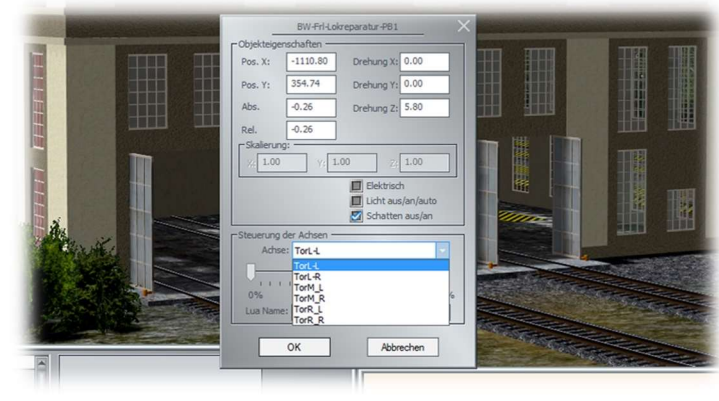 BW-Frl-Lokreparatur-PB1
Objekteigenschaften
Pos. X: -1110.80 Drehung X: 0.00
Pos. Y: 354.74 Drehung Y: 0.00
Abs. -0.26 Drehung Z: 5.80
Rel. -0.26
Skalierung:
X: 1.00 Y: 1.00 Z: 1.00
Elektrisch
Licht aus/an/auto
Schatten aus/an
Steuerung der Achsen
Achse: TorL-L
TorL-L
TorL-R
TorM_L
TorM_R
TorR_L
TorR_R
0% %
Lua Name:
OK Abbrechen